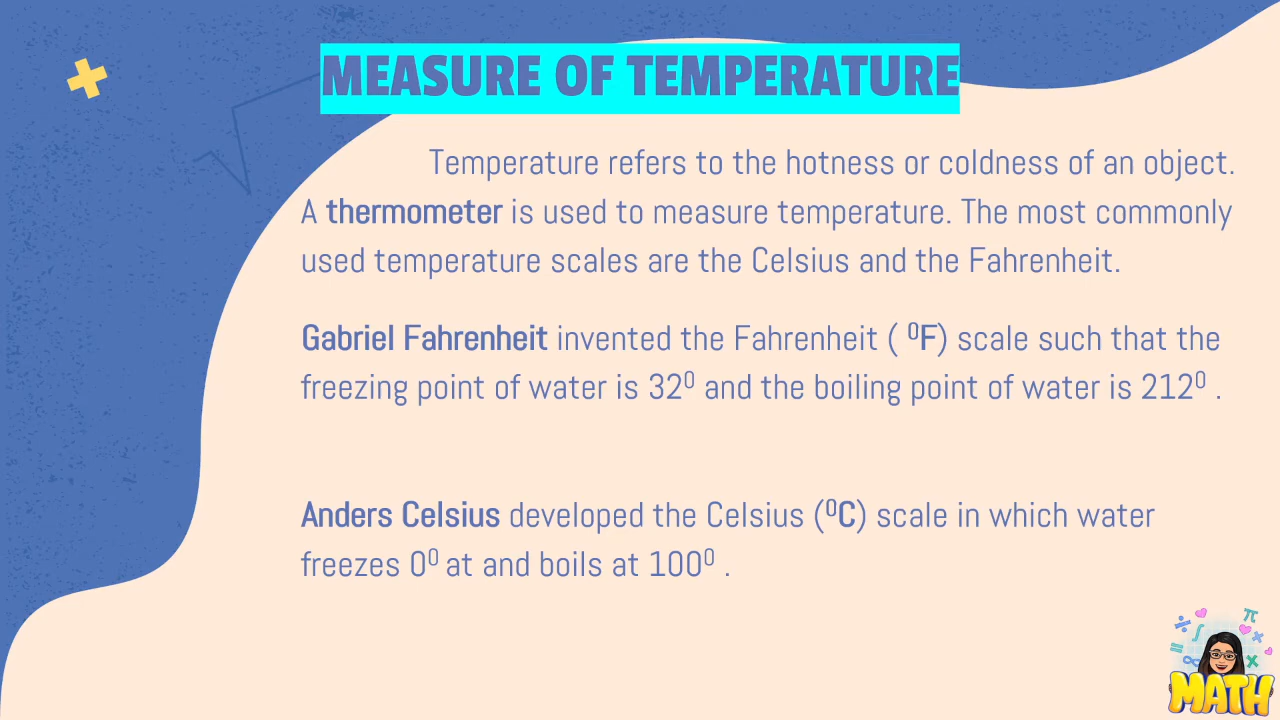 MEASURE OF TEMPERATURE
Temperature refers to the hotness or coldness of an object.
A thermometer is used to measure temperature. The most commonly
used temperature scales are the Celsius and the Fahrenheit.
Gabriel Fahrenheit invented the Fahrenheit ( ⁰F) scale such that the
freezing point of water is 32⁰ and the boiling point of water is 212⁰ .
Anders Celsius developed the Celsius (⁰C) scale in which water
freezes 0⁰ at and boils at 100⁰ .
MATH